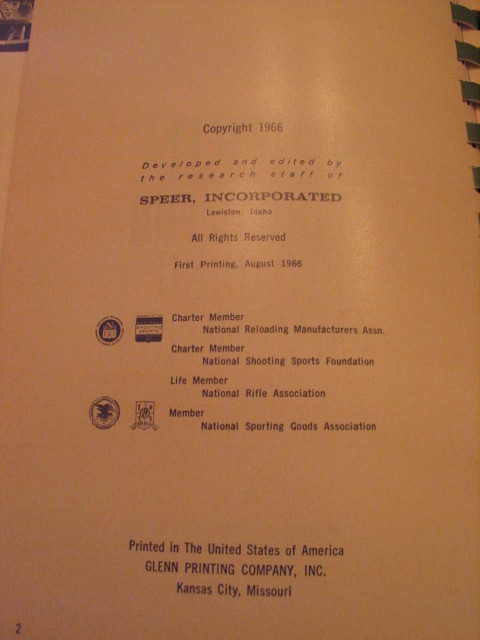 Copyright 1966
Developed and edited by
the research staff of
SPEER, INCORPORATED
Lewiston, Idaho
All Rights Reserved
First Printing, August 1966
Charter Member
National Reloading Manufacturers Assn.
Charter Member
National Shooting Sports Foundation
Life Member
National Rifle Association
Member
National Sporting Goods Association
Printed in The United States of America
GLENN PRINTING COMPANY, INC.
Kansas City, Missouri
2